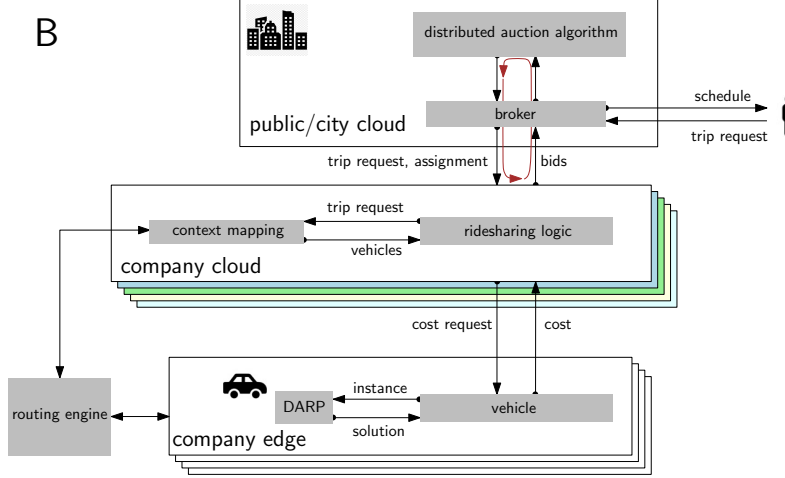 B
distributed auction algorithm
broker
schedule
trip request
public/city cloud
trip request, assignment
bids
trip request
context mapping
ridesharing logic
vehicles
company cloud
cost request
cost
instance
DARP
vehicle
routing engine
solution
company edge